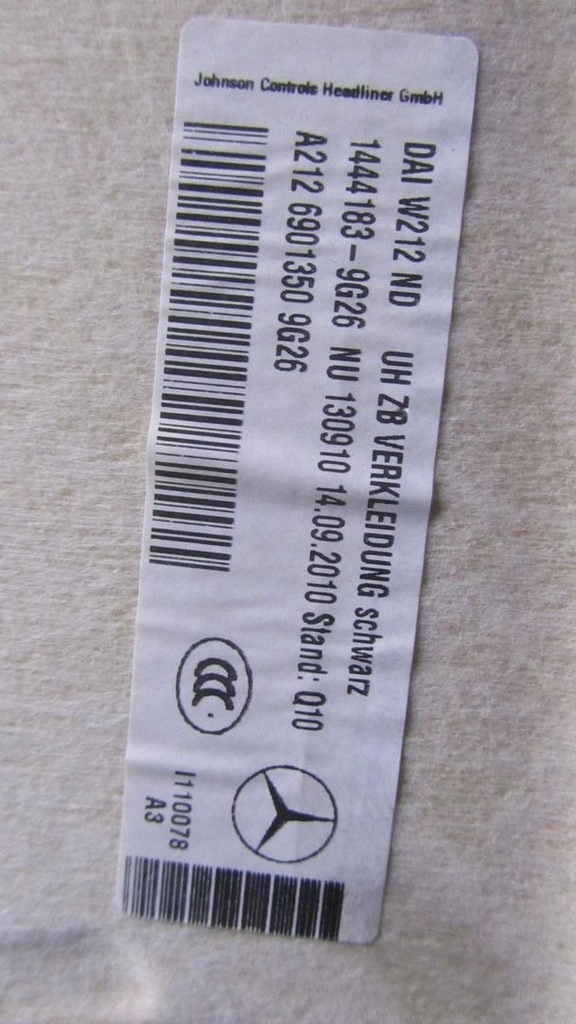 Johnson Controls Headliner GmbH
DAI W212 ND UH ZB VERKLEIDUNG schwarz
1444183-9G26 NU 130910 14.09.2010 Stand: Q10
A212 6901350 9G26
CCC
I110078
A3